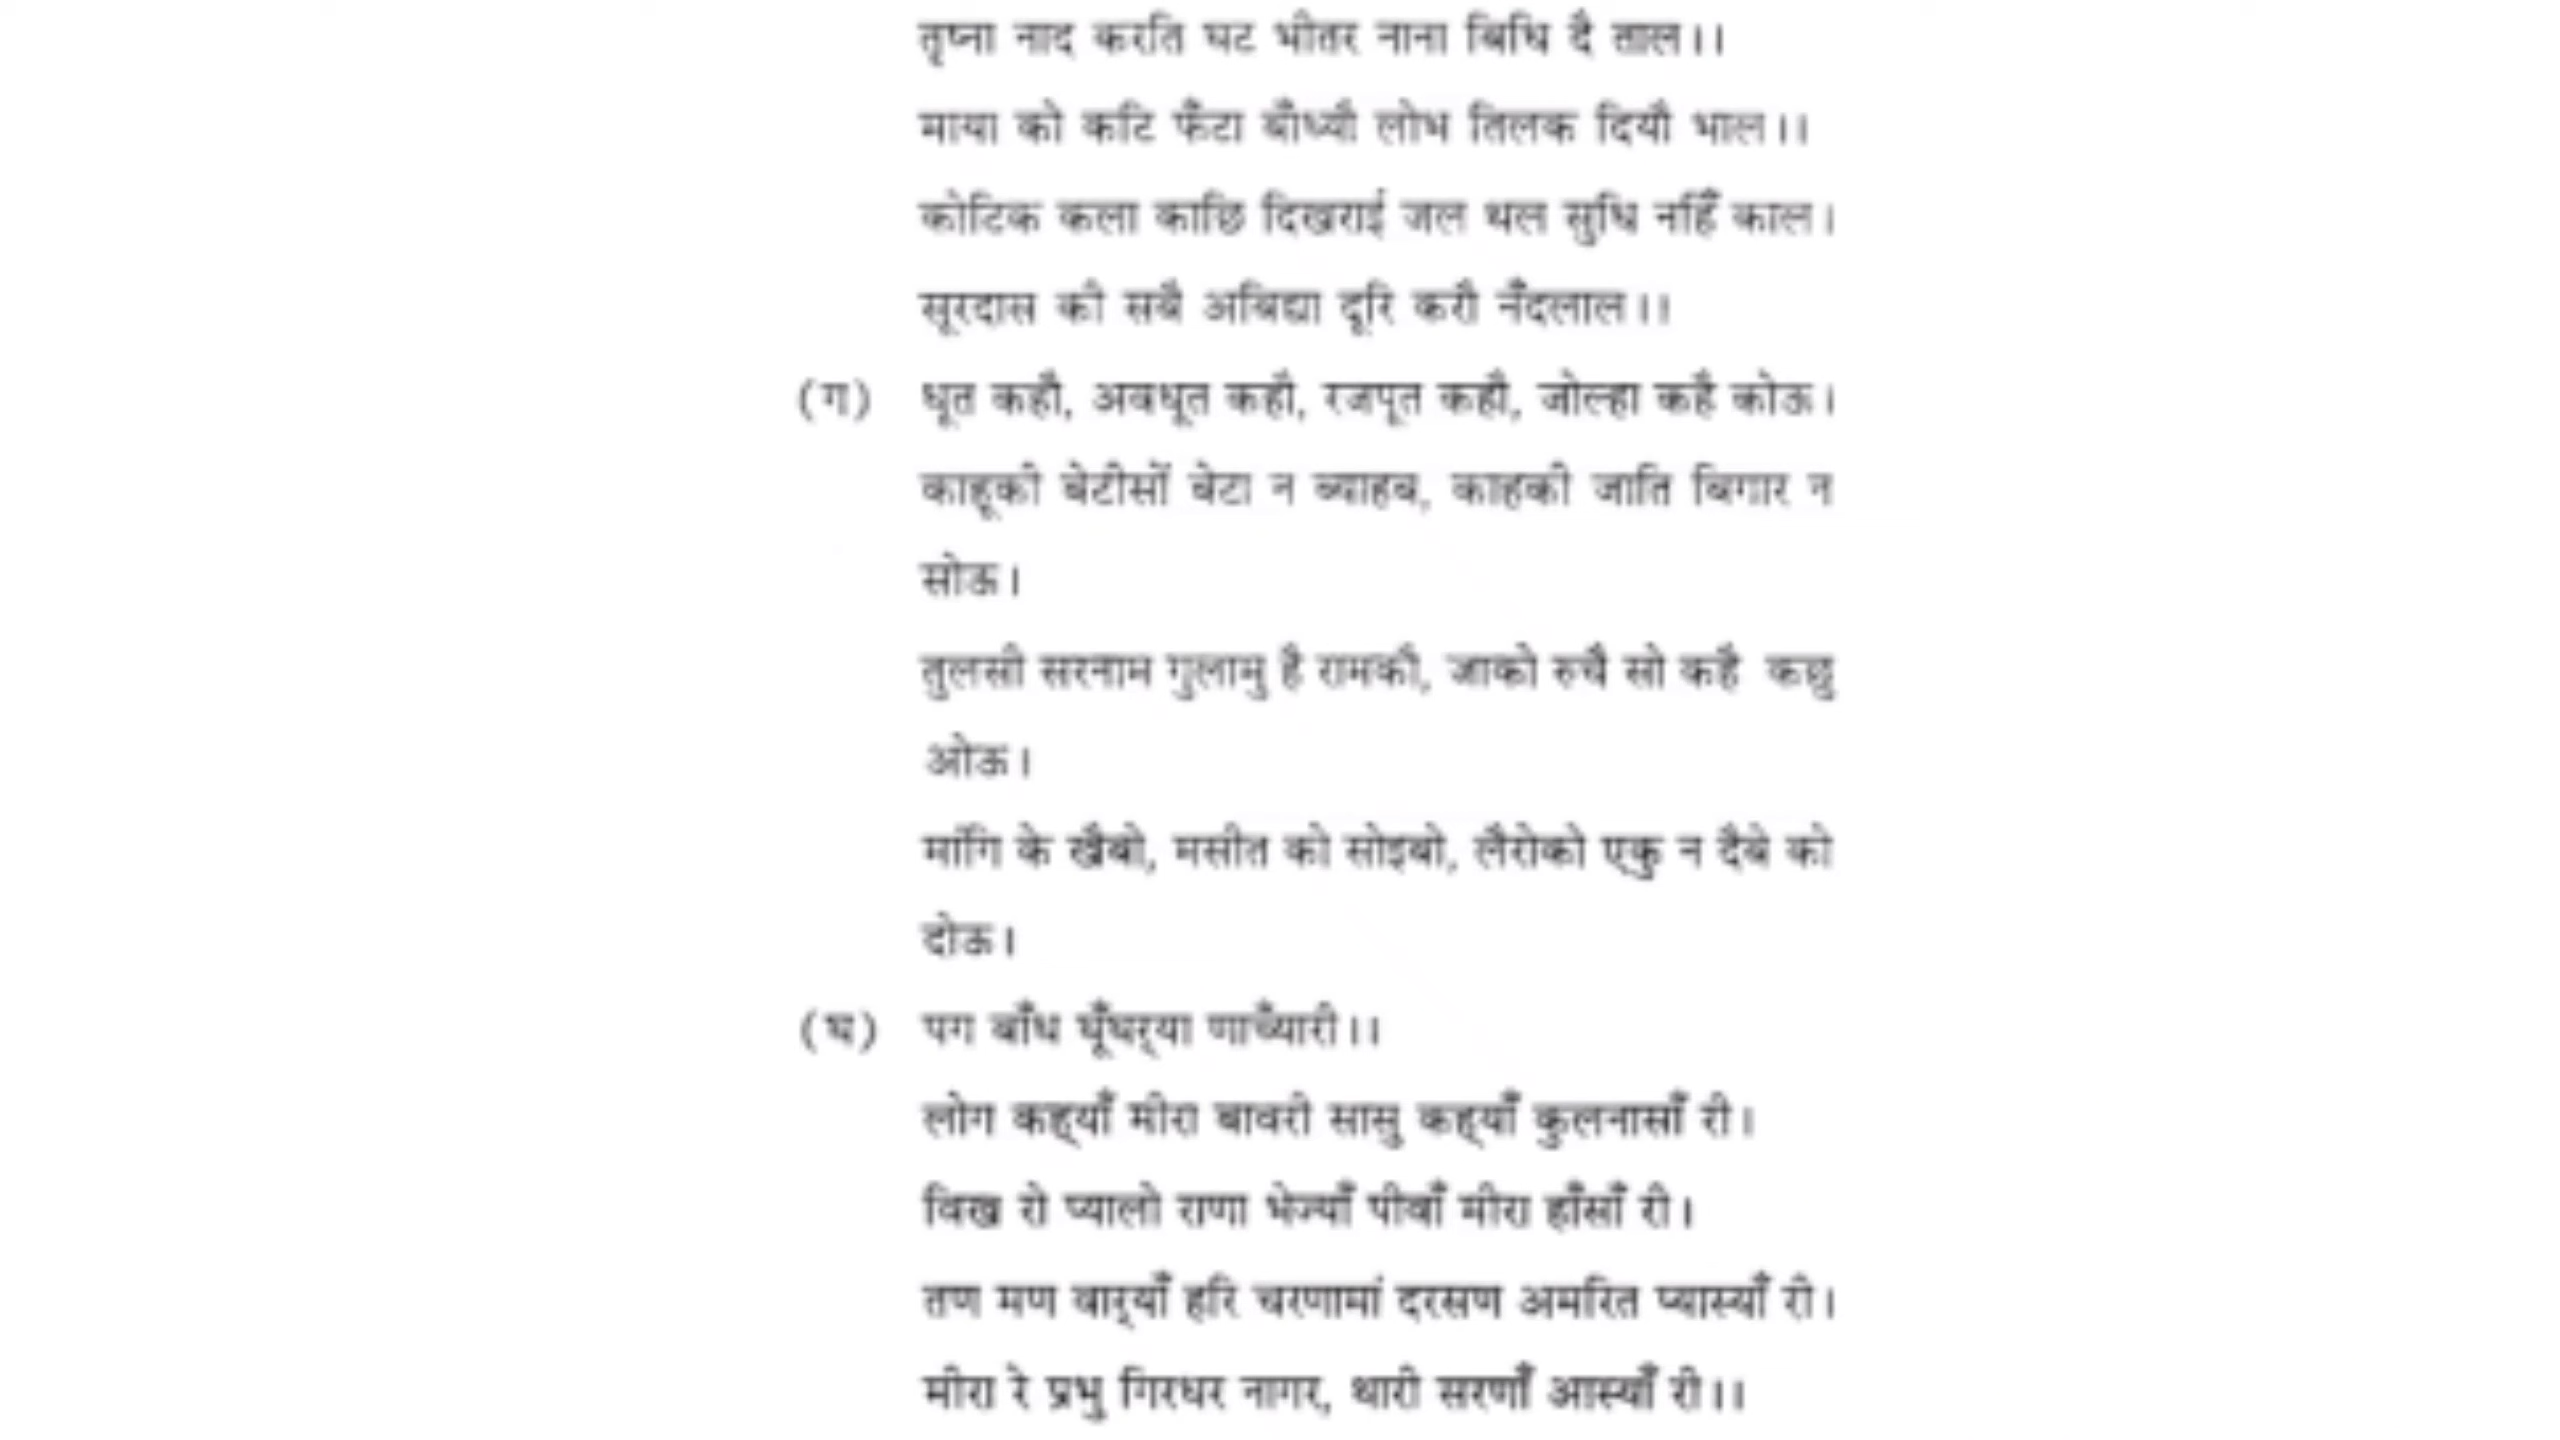 तृष्ना नाद करति घट भीतर नाना बिधि दै ताल।।
माया को कटि फैंटा बाँध्यौ लोभ तिलक दियौ भाल।।
कोटिक कला काछि दिखराई जल थल सुधि नहिँ काल।
सूरदास की सबै अबिद्या दूरि करौ नँदलाल।।
(ग) धूत कहौ, अवधूत कहौ, रजपूत कहौ, जोल्हा कहै कोऊ।
काहूकी बेटीसों बेटा न ब्याहब, काहकी जाति बिगार न
सोऊ।
तुलसी सरनाम गुलामु है रामकौ, जाको रुचै सो कहै कछु
ओऊ।
मांगि के खैबो, मसीत को सोइबो, लैरोको एकु न दैबे को
दोऊ।
(घ) पग बाँध घूँघर्‌या णाच्याँरी।।
लोग कह्‌याँ मीरा बावरी सासु कह्‌याँ कुलनासाँ री।
विख रो प्यालो राणा भेज्याँ पीवाँ मीरा हाँसाँ री।
तण मण वार्‌याँ हरि चरणामां दरसण अमरित प्यास्याँ री।
मीरा रे प्रभु गिरधर नागर, थारी सरणाँ आस्याँ री।।